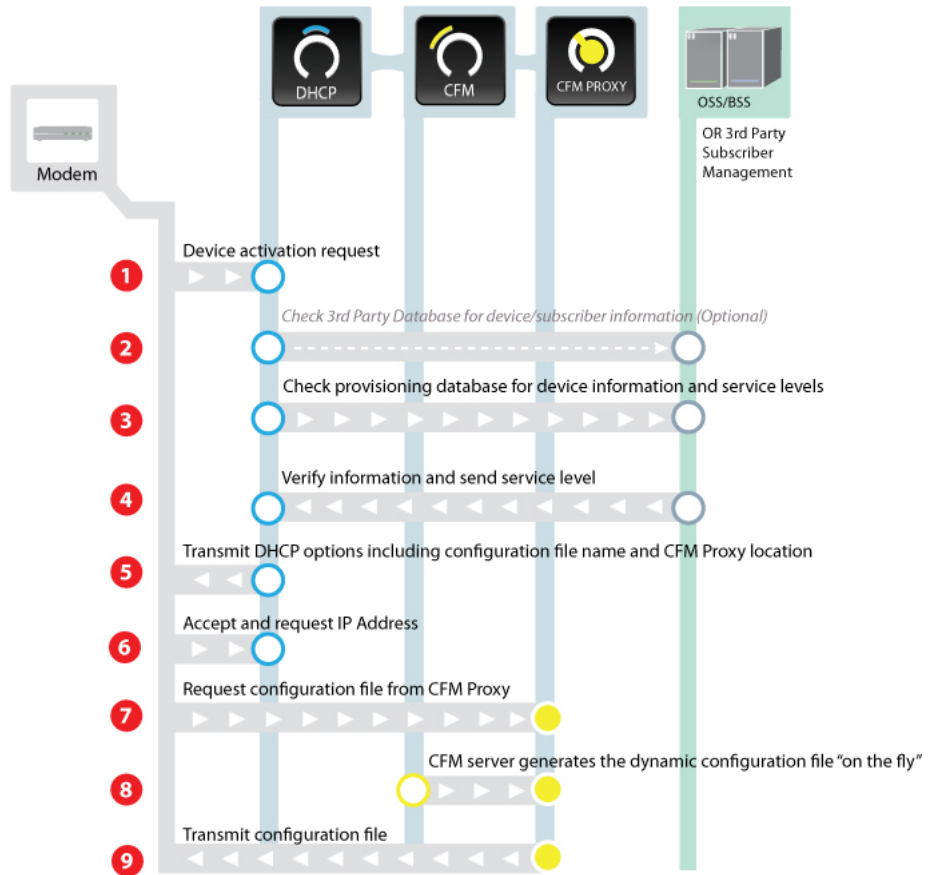 DHCP
CFM
CFM PROXY
OSS/BSS
OR 3rd Party
Subscriber
Management
Modem
Device activation request
1
Check 3rd Party Database for device/subscriber information (Optional)
2
Check provisioning database for device information and service levels
3
Verify information and send service level
4
Transmit DHCP options including configuration file name and CFM Proxy location
5
Accept and request IP Address
6
Request configuration file from CFM Proxy
7
CFM server generates the dynamic configuration file “on the fly”
8
Transmit configuration file
9